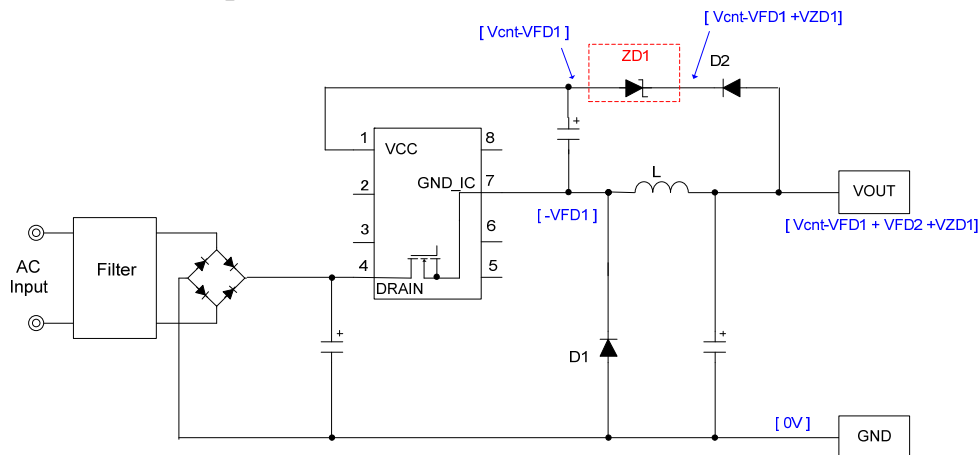 [ Vcnt-VFD1 +VZD1]
[ Vcnt-VFD1]
ZD1
D2
+
1
8
VCC
2
GND_IC
7
L
VOUT
[ -VFD1]
[ Vcnt-VFD1 + VFD2 +VZD1]
3
6
AC
Input
Filter
4
5
DRAIN
+
+
D1
[ 0V]
GND